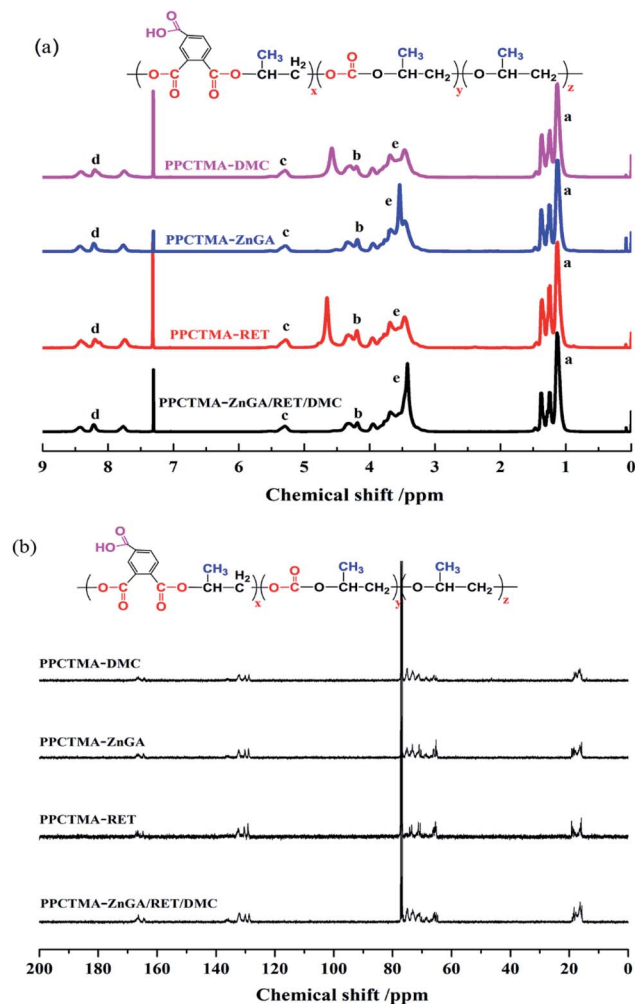 (a)
O
HO
CH₃
H₂
CH₃
CH₃
O
O
C
O
CH
C
x
O
C
O
CH
CH₂
y
O
CH
CH₂
z
O
O
a
PPCTMA-DMC
d
c
b
e
a
PPCTMA-ZnGA
d
c
b
e
a
PPCTMA-RET
d
c
b
e
a
PPCTMA-ZnGA/RET/DMC
d
c
b
e
a
9 8 7 6 5 4 3 2 1 0
Chemical shift /ppm
(b)
O
HO
CH₃
H₂
CH₃
CH₃
O
O
C
O
CH
C
x
O
C
O
CH
CH₂
y
O
CH
CH₂
z
O
O
PPCTMA-DMC
PPCTMA-ZnGA
PPCTMA-RET
PPCTMA-ZnGA/RET/DMC
200 180 160 140 120 100 80 60 40 20 0
Chemical shift /ppm